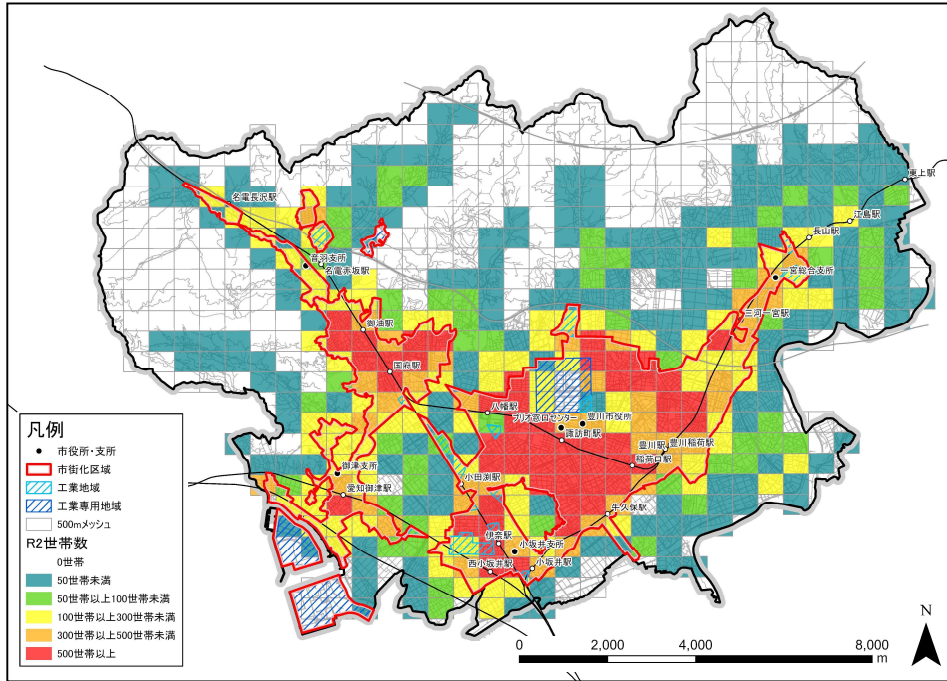 東上駅
江島駅
長山駅
名電長沢駅
音羽支所
名電赤坂駅
一宮総合支所
三河一宮駅
御油駅
国府駅
八幡駅
プリオ窓口センター
豊川市役所
諏訪町駅
豊川駅
豊川稲荷駅
稲荷口駅
御津支所
愛知御津駅
小田渕駅
牛久保駅
伊奈駅
小坂井支所
西小坂井駅
小坂井駅
凡例
市役所・支所
市街化区域
工業地域
工業専用地域
500mメッシュ
R2世帯数
0世帯
50世帯未満
50世帯以上100世帯未満
100世帯以上300世帯未満
300世帯以上500世帯未満
500世帯以上
N
0 2,000 4,000 8,000
m